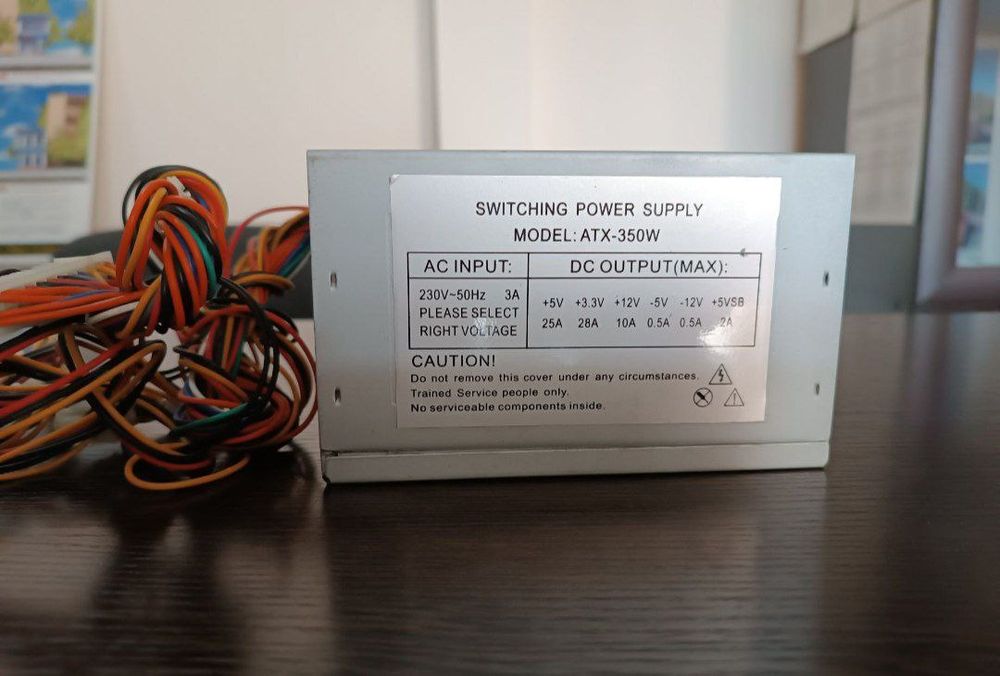 SWITCHING POWER SUPPLY
MODEL: ATX-350W
AC INPUT: DC OUTPUT(MAX):
230V~50Hz 3A
PLEASE SELECT
RIGHT VOLTAGE
+5V +3.3V +12V -5V -12V +5VSB
25A 28A 10A 0.5A 0.5A 2A
CAUTION!
Do not remove this cover under any circumstances.
Trained Service people only.
No serviceable components inside.